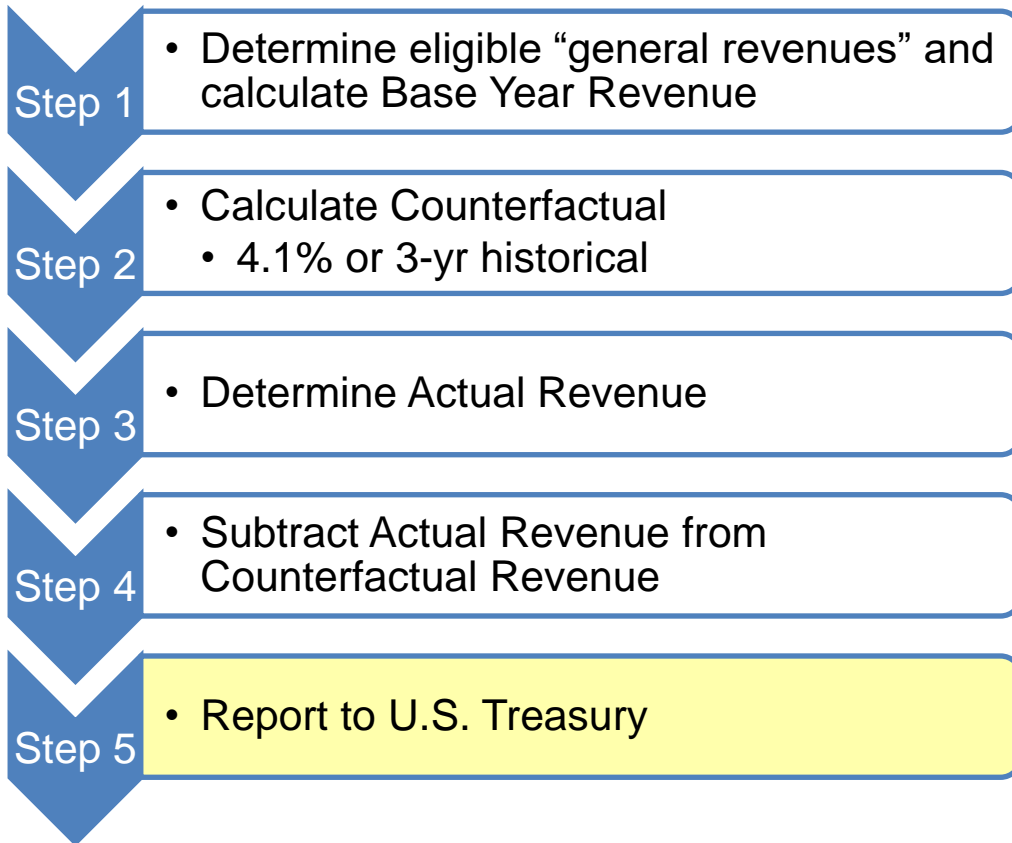 Step 1
• Determine eligible “general revenues” and
calculate Base Year Revenue
Step 2
• Calculate Counterfactual
• 4.1% or 3-yr historical
Step 3
• Determine Actual Revenue
Step 4
• Subtract Actual Revenue from
Counterfactual Revenue
Step 5
• Report to U.S. Treasury